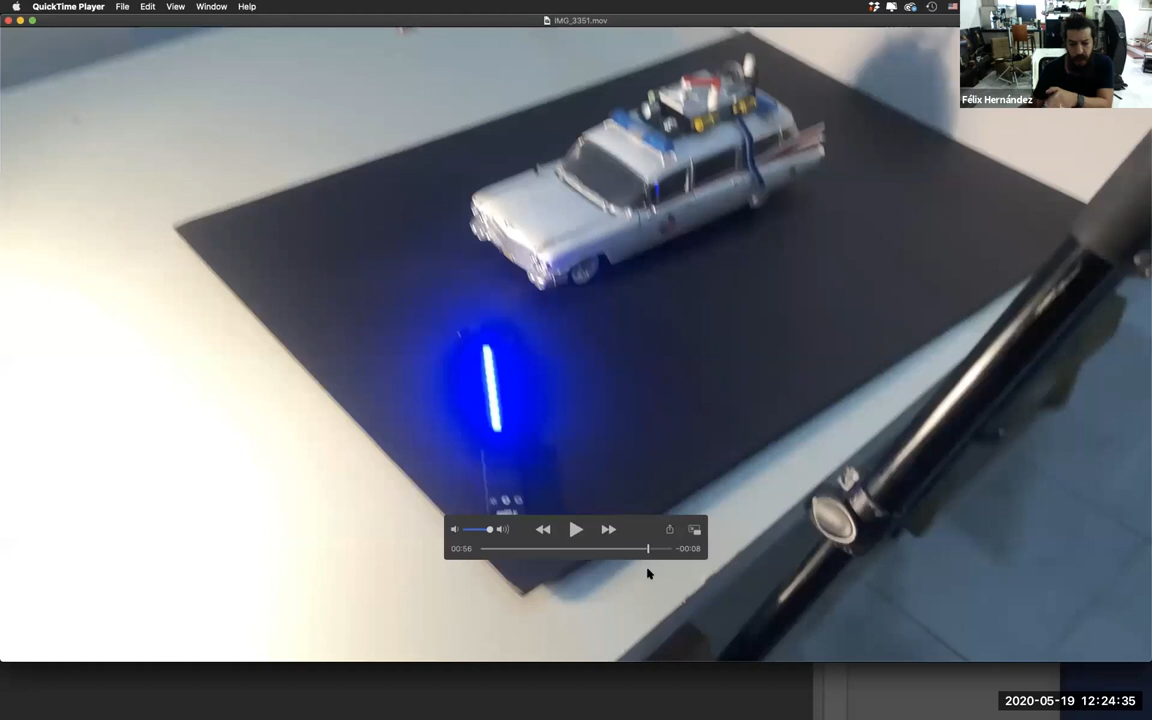 QuickTime Player File Edit View Window Help
IMG_3351.mov
Félix Hernández
00:56
-00:08
2020-05-19 12:24:35